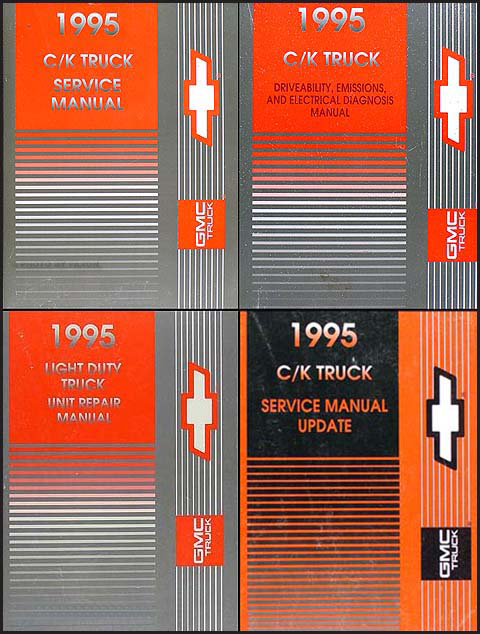 1995
C/K TRUCK
SERVICE
MANUAL
GMC
TRUCK
1995
C/K TRUCK
DRIVEABILITY, EMISSIONS,
AND ELECTRICAL DIAGNOSIS
MANUAL
GMC
TRUCK
1995
LIGHT DUTY
TRUCK
UNIT REPAIR
MANUAL
GMC
TRUCK
1995
C/K TRUCK
SERVICE MANUAL
UPDATE
GMC
TRUCK